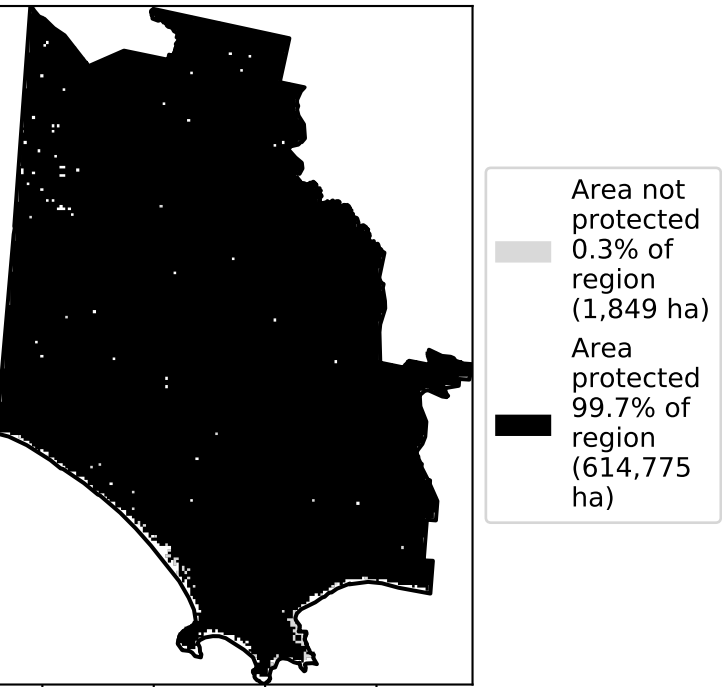 Area not
protected
0.3% of
region
(1,849 ha)
Area
protected
99.7% of
region
(614,775
ha)